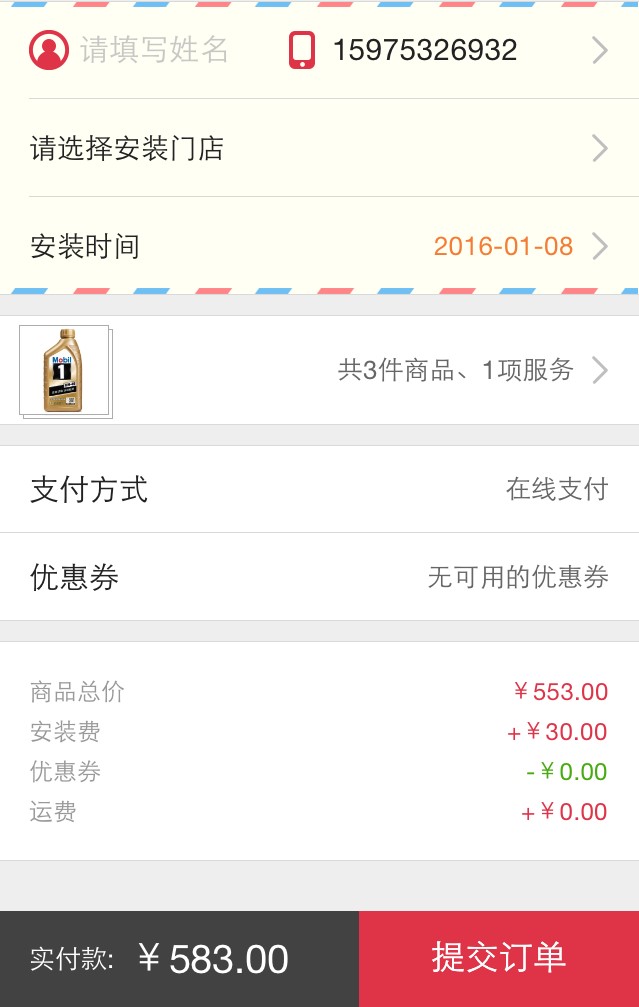 请填写姓名 15975326932
请选择安装门店
安装时间 2016-01-08
Mobil
1
共3件商品、1项服务
支付方式 在线支付
优惠券 无可用的优惠券
商品总价 ￥553.00
安装费 +￥30.00
优惠券 -￥0.00
运费 +￥0.00
实付款: ￥583.00 提交订单